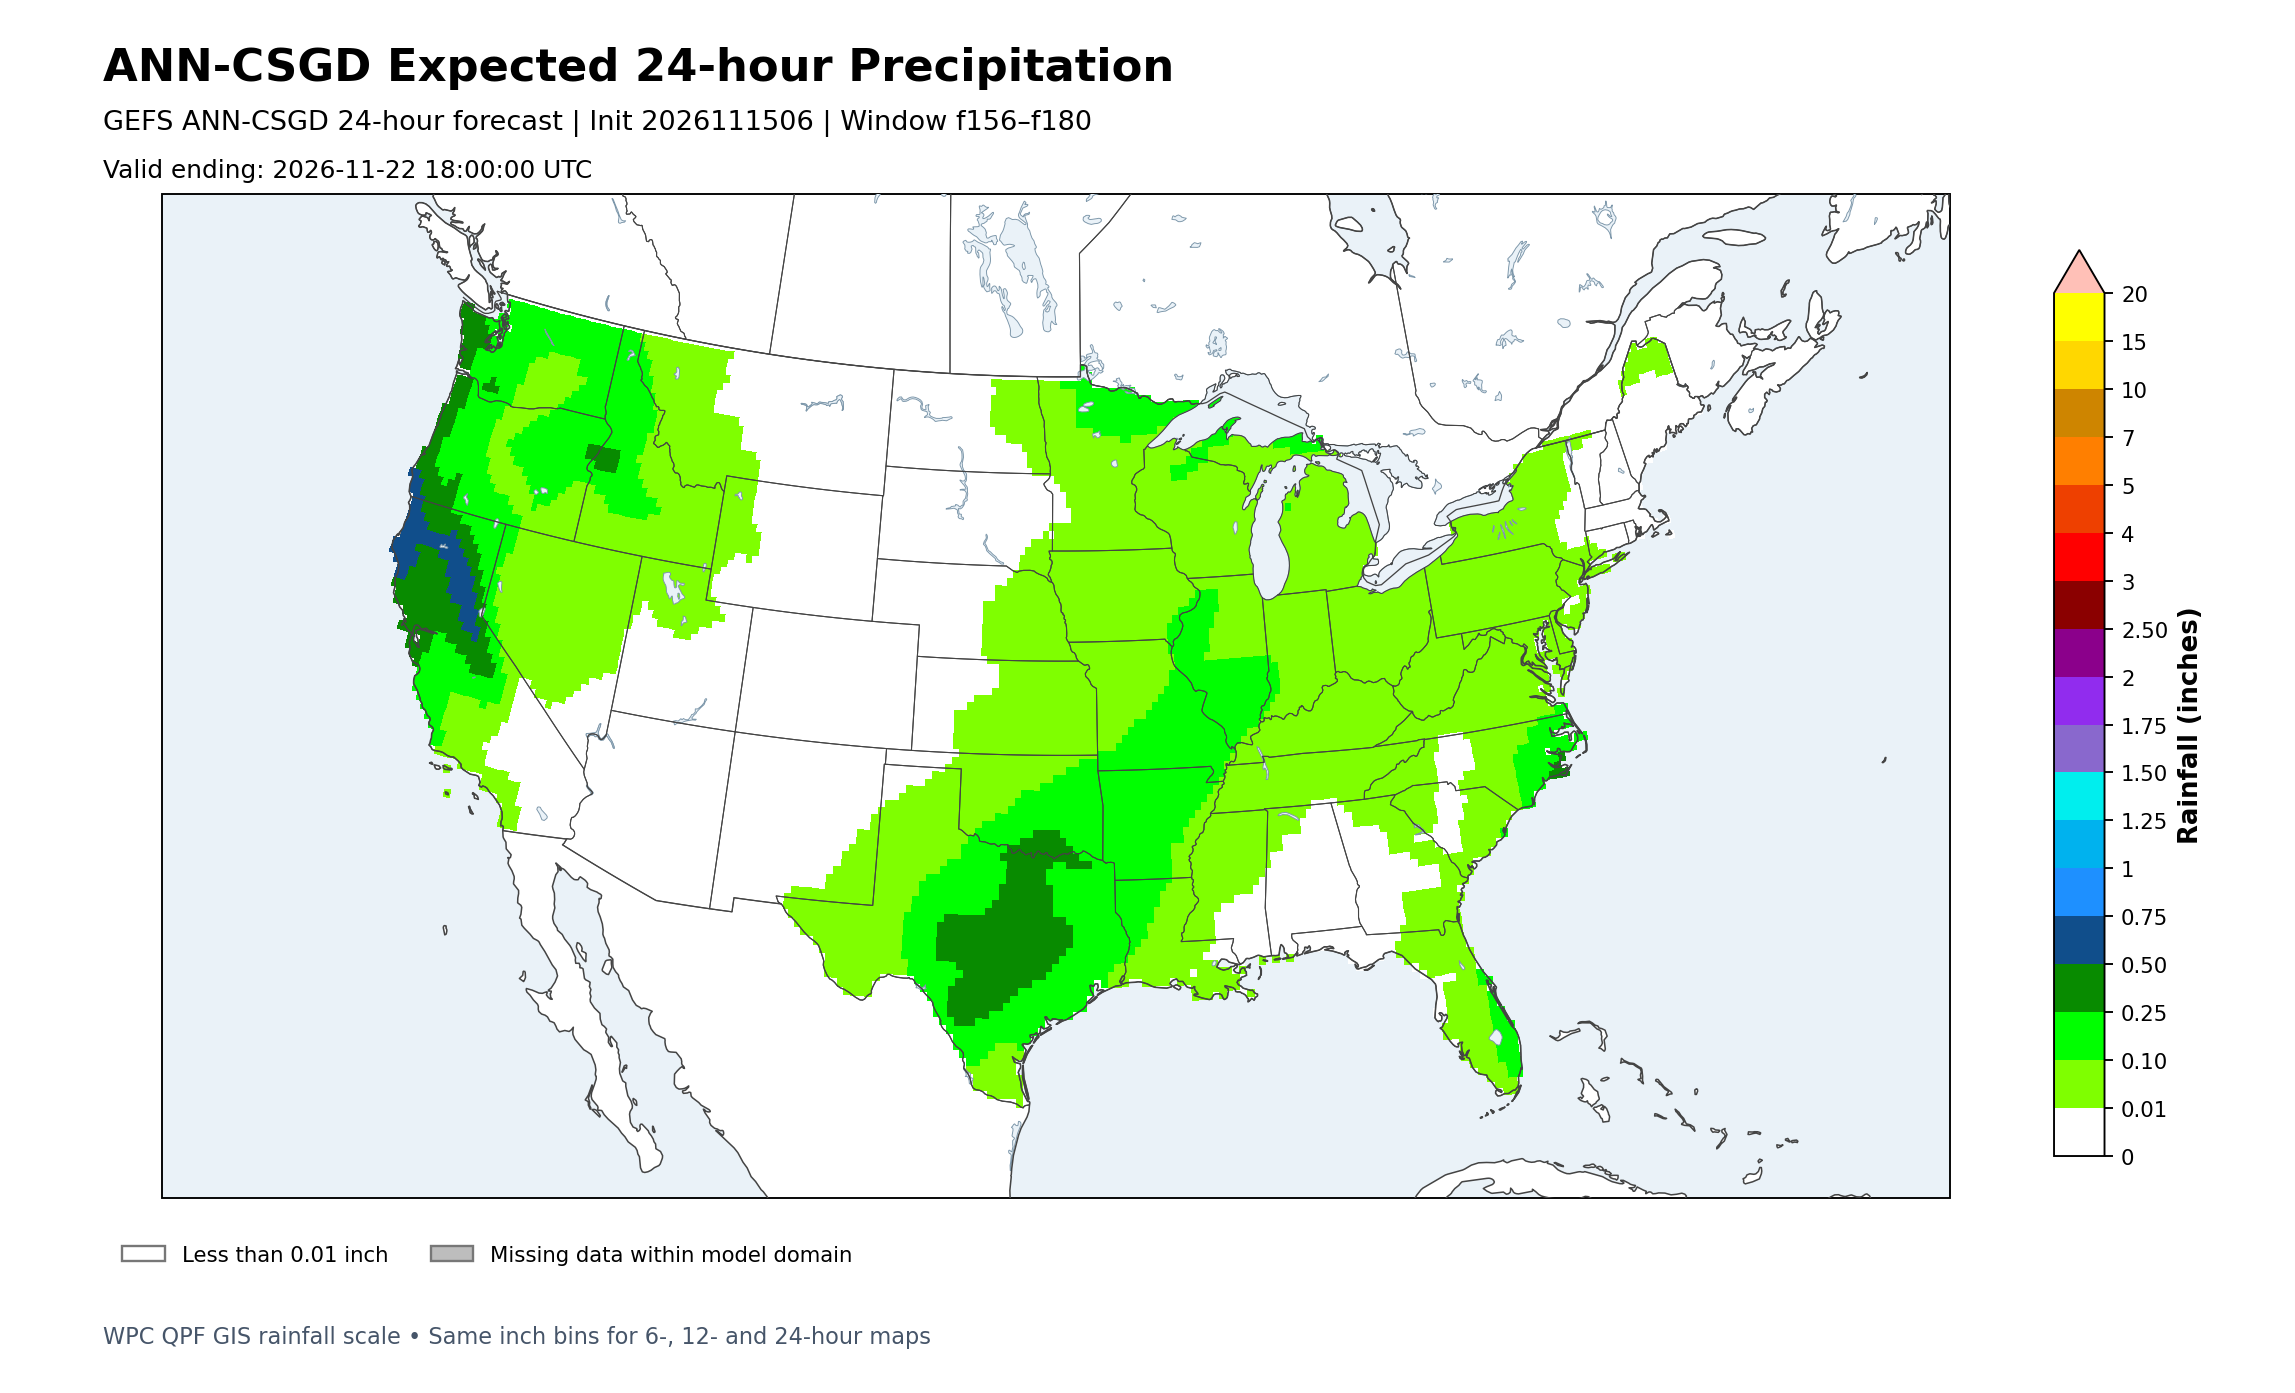 ANN-CSGD Expected 24-hour Precipitation
GEFS ANN-CSGD 24-hour forecast | Init 2026111506 | Window f156–f180
Valid ending: 2026-11-22 18:00:00 UTC
20
15
10
7
5
4
3
2.50
2
1.75
1.50
1.25
1
0.75
0.50
0.25
0.10
0.01
0
Rainfall (inches)
Less than 0.01 inch
Missing data within model domain
WPC QPF GIS rainfall scale • Same inch bins for 6-, 12- and 24-hour maps